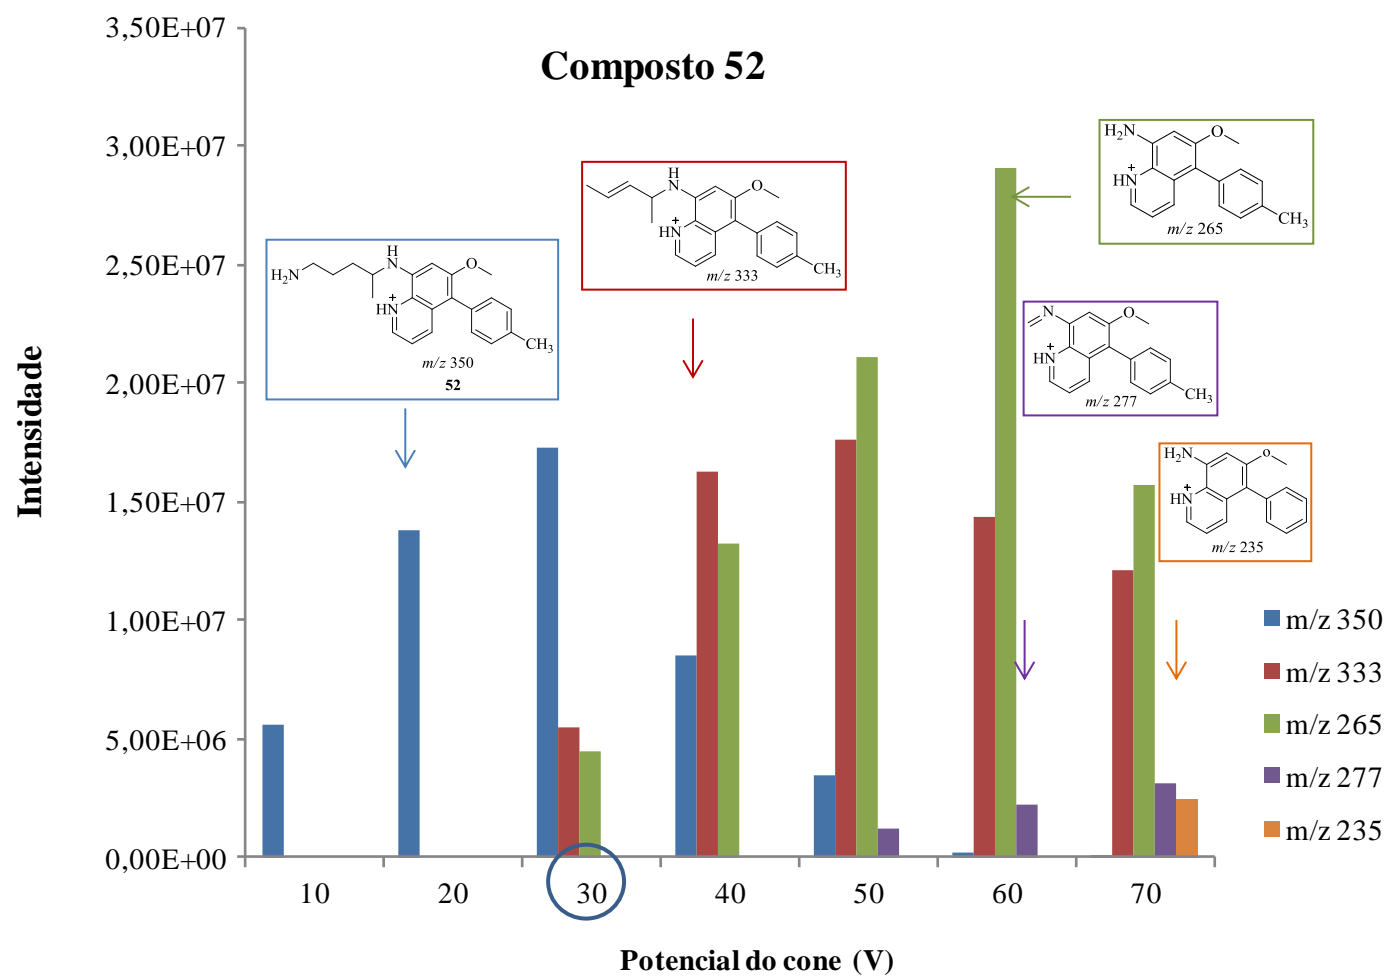 Composto 52
Intensidade
3,50E+07
3,00E+07
2,50E+07
2,00E+07
1,50E+07
1,00E+07
5,00E+06
0,00E+00
H2N
H
N
O
HN
+
CH3
m/z 350
52
H
N
O
HN
+
CH3
m/z 333
H2N
O
HN
+
CH3
m/z 265
N
O
HN
+
CH3
m/z 277
H2N
O
HN
+
m/z 235
m/z 350
m/z 333
m/z 265
m/z 277
m/z 235
10 20 30 40 50 60 70
Potencial do cone (V)